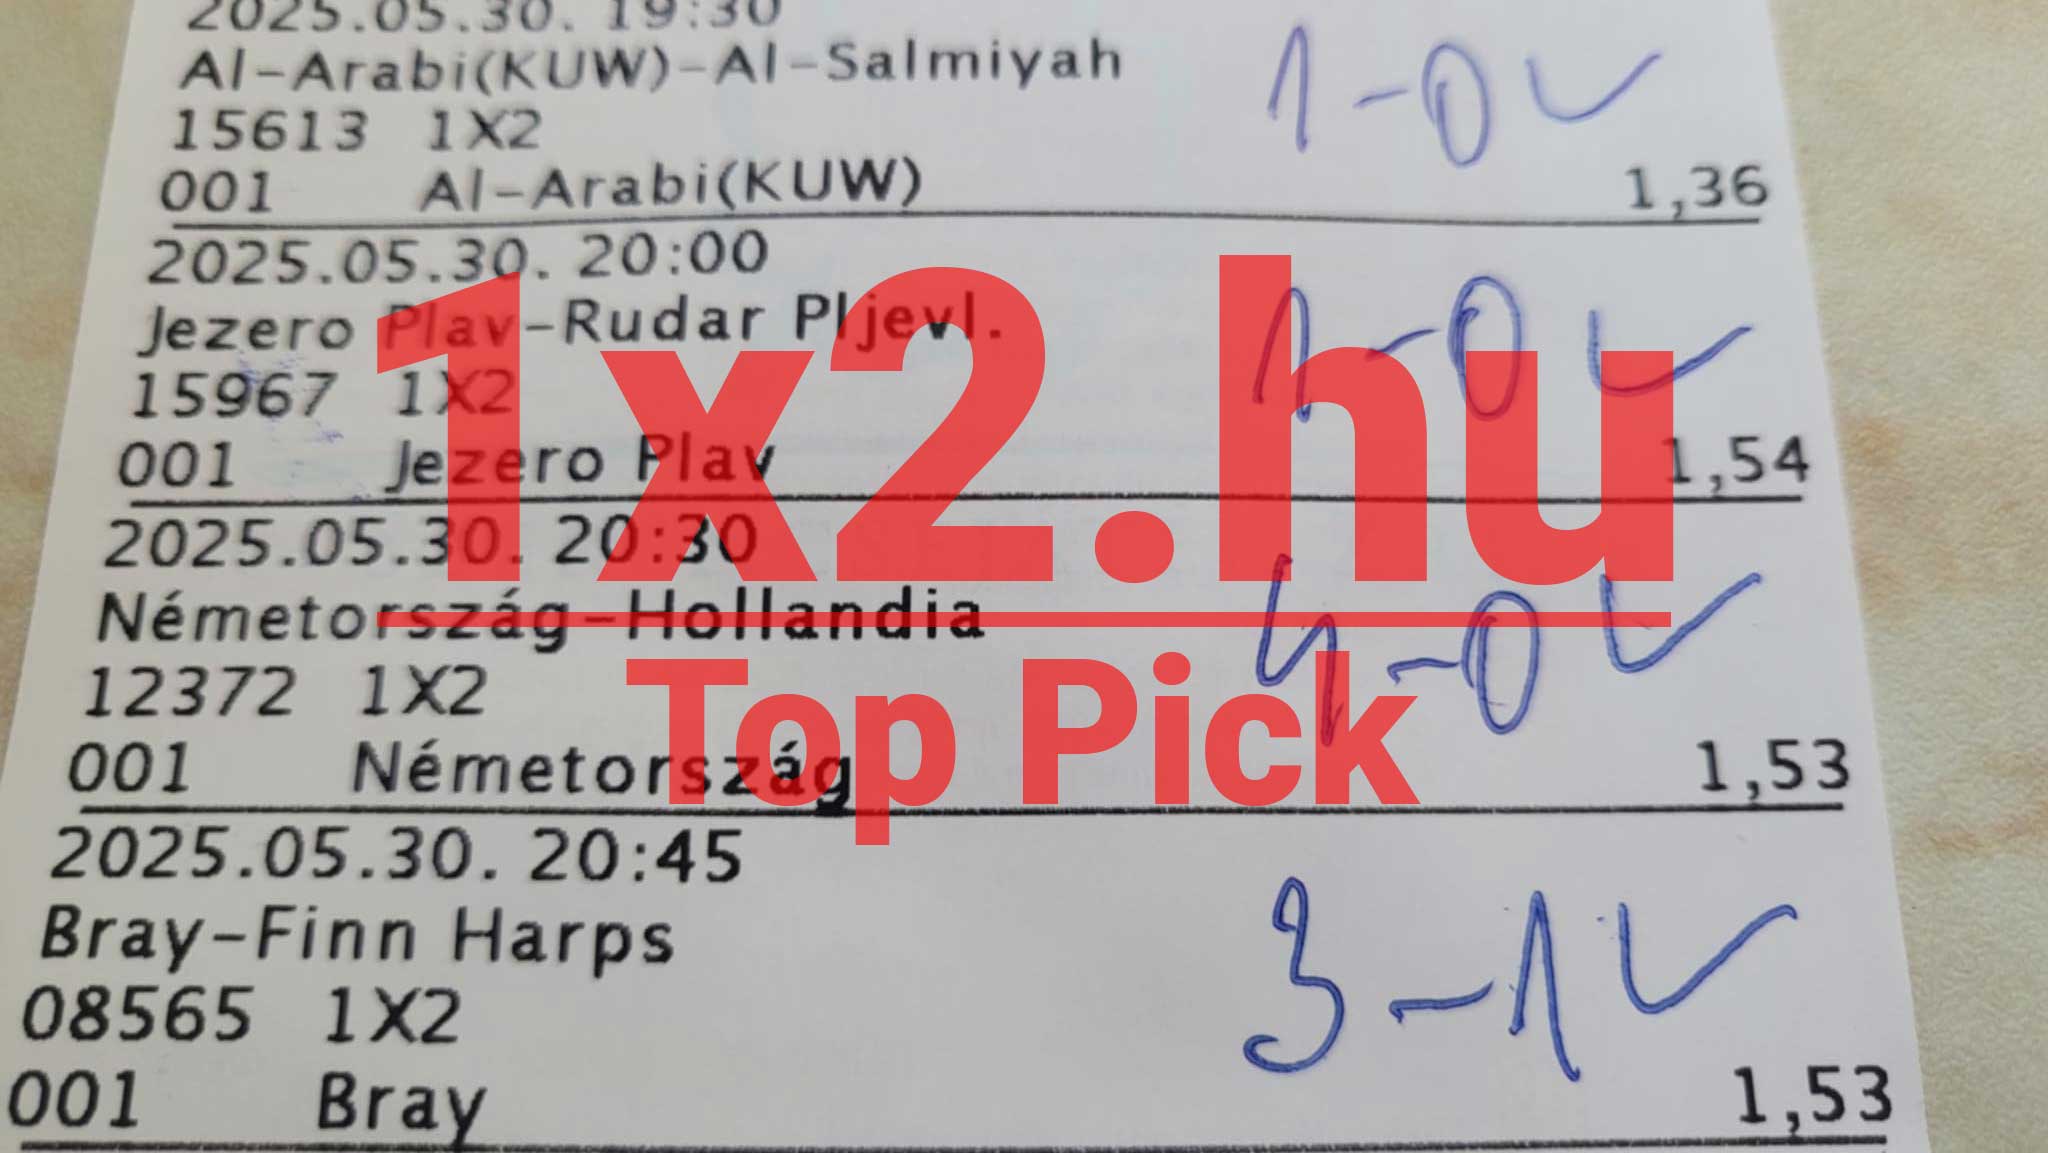 2025.05.30. 19:30
Al-Arabi(KUW)-Al-Salmiyah
1-0 ✓
15613 1X2
001 Al-Arabi(KUW) 1,36
2025.05.30. 20:00
Jezero Plav-Rudar Pljevl.
1-0 ✓
15967 1X2
001 Jezero Plav 1,54
2025.05.30. 20:30
Németország-Hollandia
4-0 ✓
12372 1X2
001 Németország 1,53
2025.05.30. 20:45
Bray-Finn Harps
3-1 ✓
08565 1X2
001 Bray 1,53
1x2.hu
Top Pick